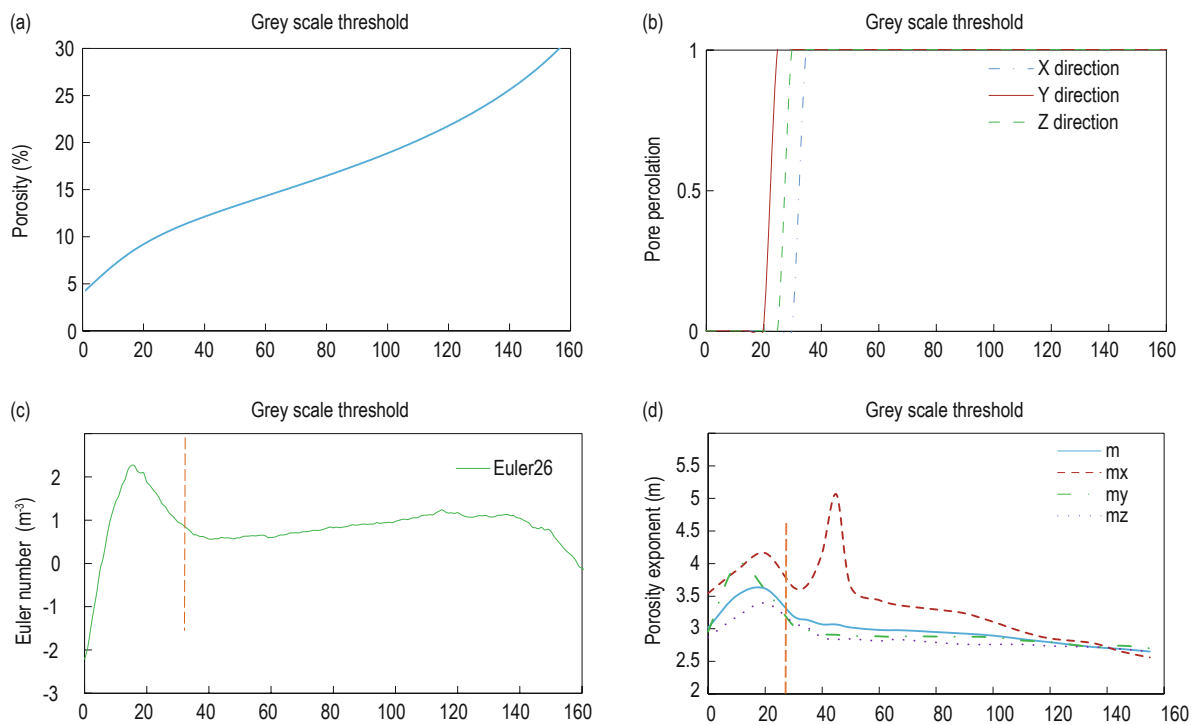 (a)
Grey scale threshold
30
25
20
15
10
5
0
Porosity (%)
0 20 40 60 80 100 120 140 160
(b)
Grey scale threshold
1
0.5
0
Pore percolation
X direction
Y direction
Z direction
0 20 40 60 80 100 120 140 160
(c)
Grey scale threshold
2
1
0
-1
-2
-3
Euler number (m⁻³)
Euler26
0 20 40 60 80 100 120 140 160
(d)
Grey scale threshold
6
5.5
5
4.5
4
3.5
3
2.5
2
Porosity exponent (m)
m
mx
my
mz
0 20 40 60 80 100 120 140 160